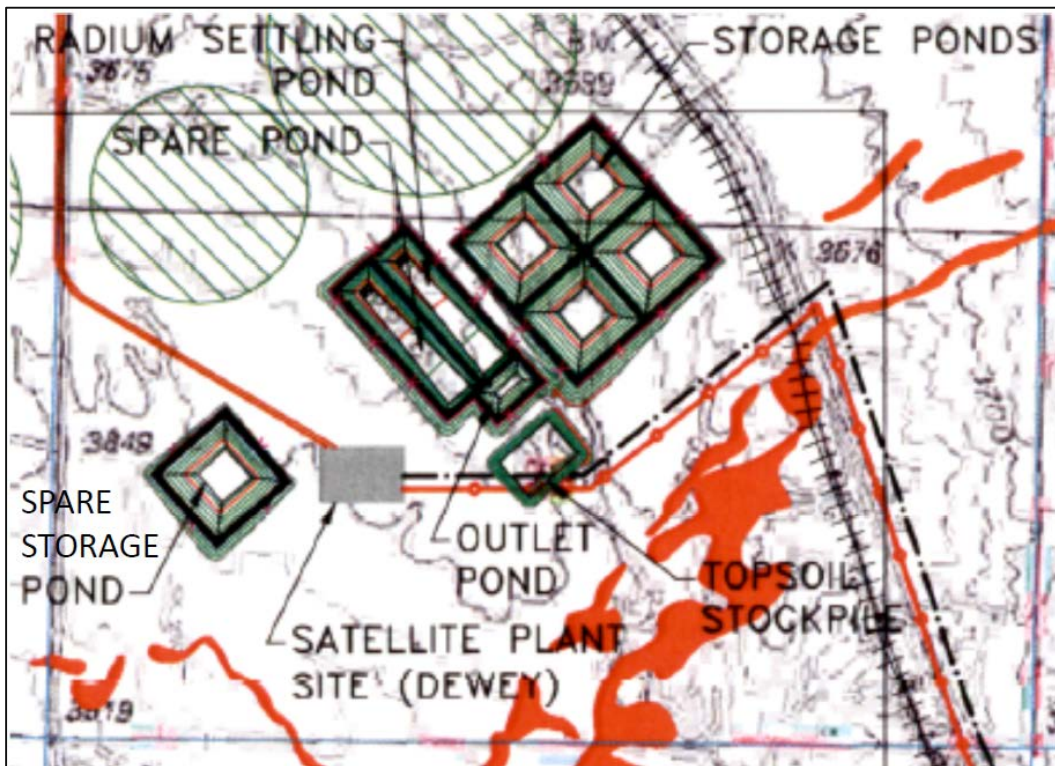 RADIUM SETTLING
POND
3675
B.M.
3689
STORAGE PONDS
SPARE POND
3676
3849
SPARE
STORAGE
POND
OUTLET
POND
TOPSOIL
STOCKPILE
3700
SATELLITE PLANT
SITE (DEWEY)